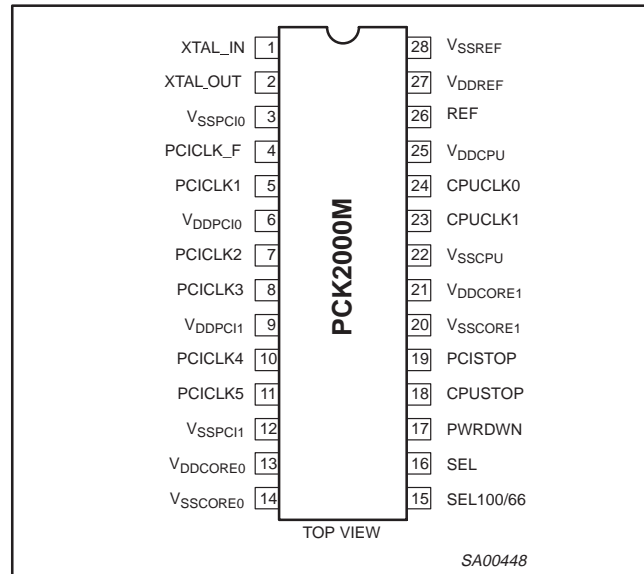 XTAL_IN 1 28 VSSREF
XTAL_OUT 2 27 VDDREF
VSSPCI0 3 26 REF
PCICLK_F 4 25 VDDCPU
PCICLK1 5 24 CPUCLK0
VDDPCI0 6 23 CPUCLK1
PCICLK2 7 22 VSSCPU
PCICLK3 8 21 VDDCORE1
VDDPCI1 9 20 VSSCORE1
PCICLK4 10 19 PCISTOP
PCICLK5 11 18 CPUSTOP
VSSPCI1 12 17 PWRDWN
VDDCORE0 13 16 SEL
VSSCORE0 14 15 SEL100/66
PCK2000M
TOP VIEW
SA00448